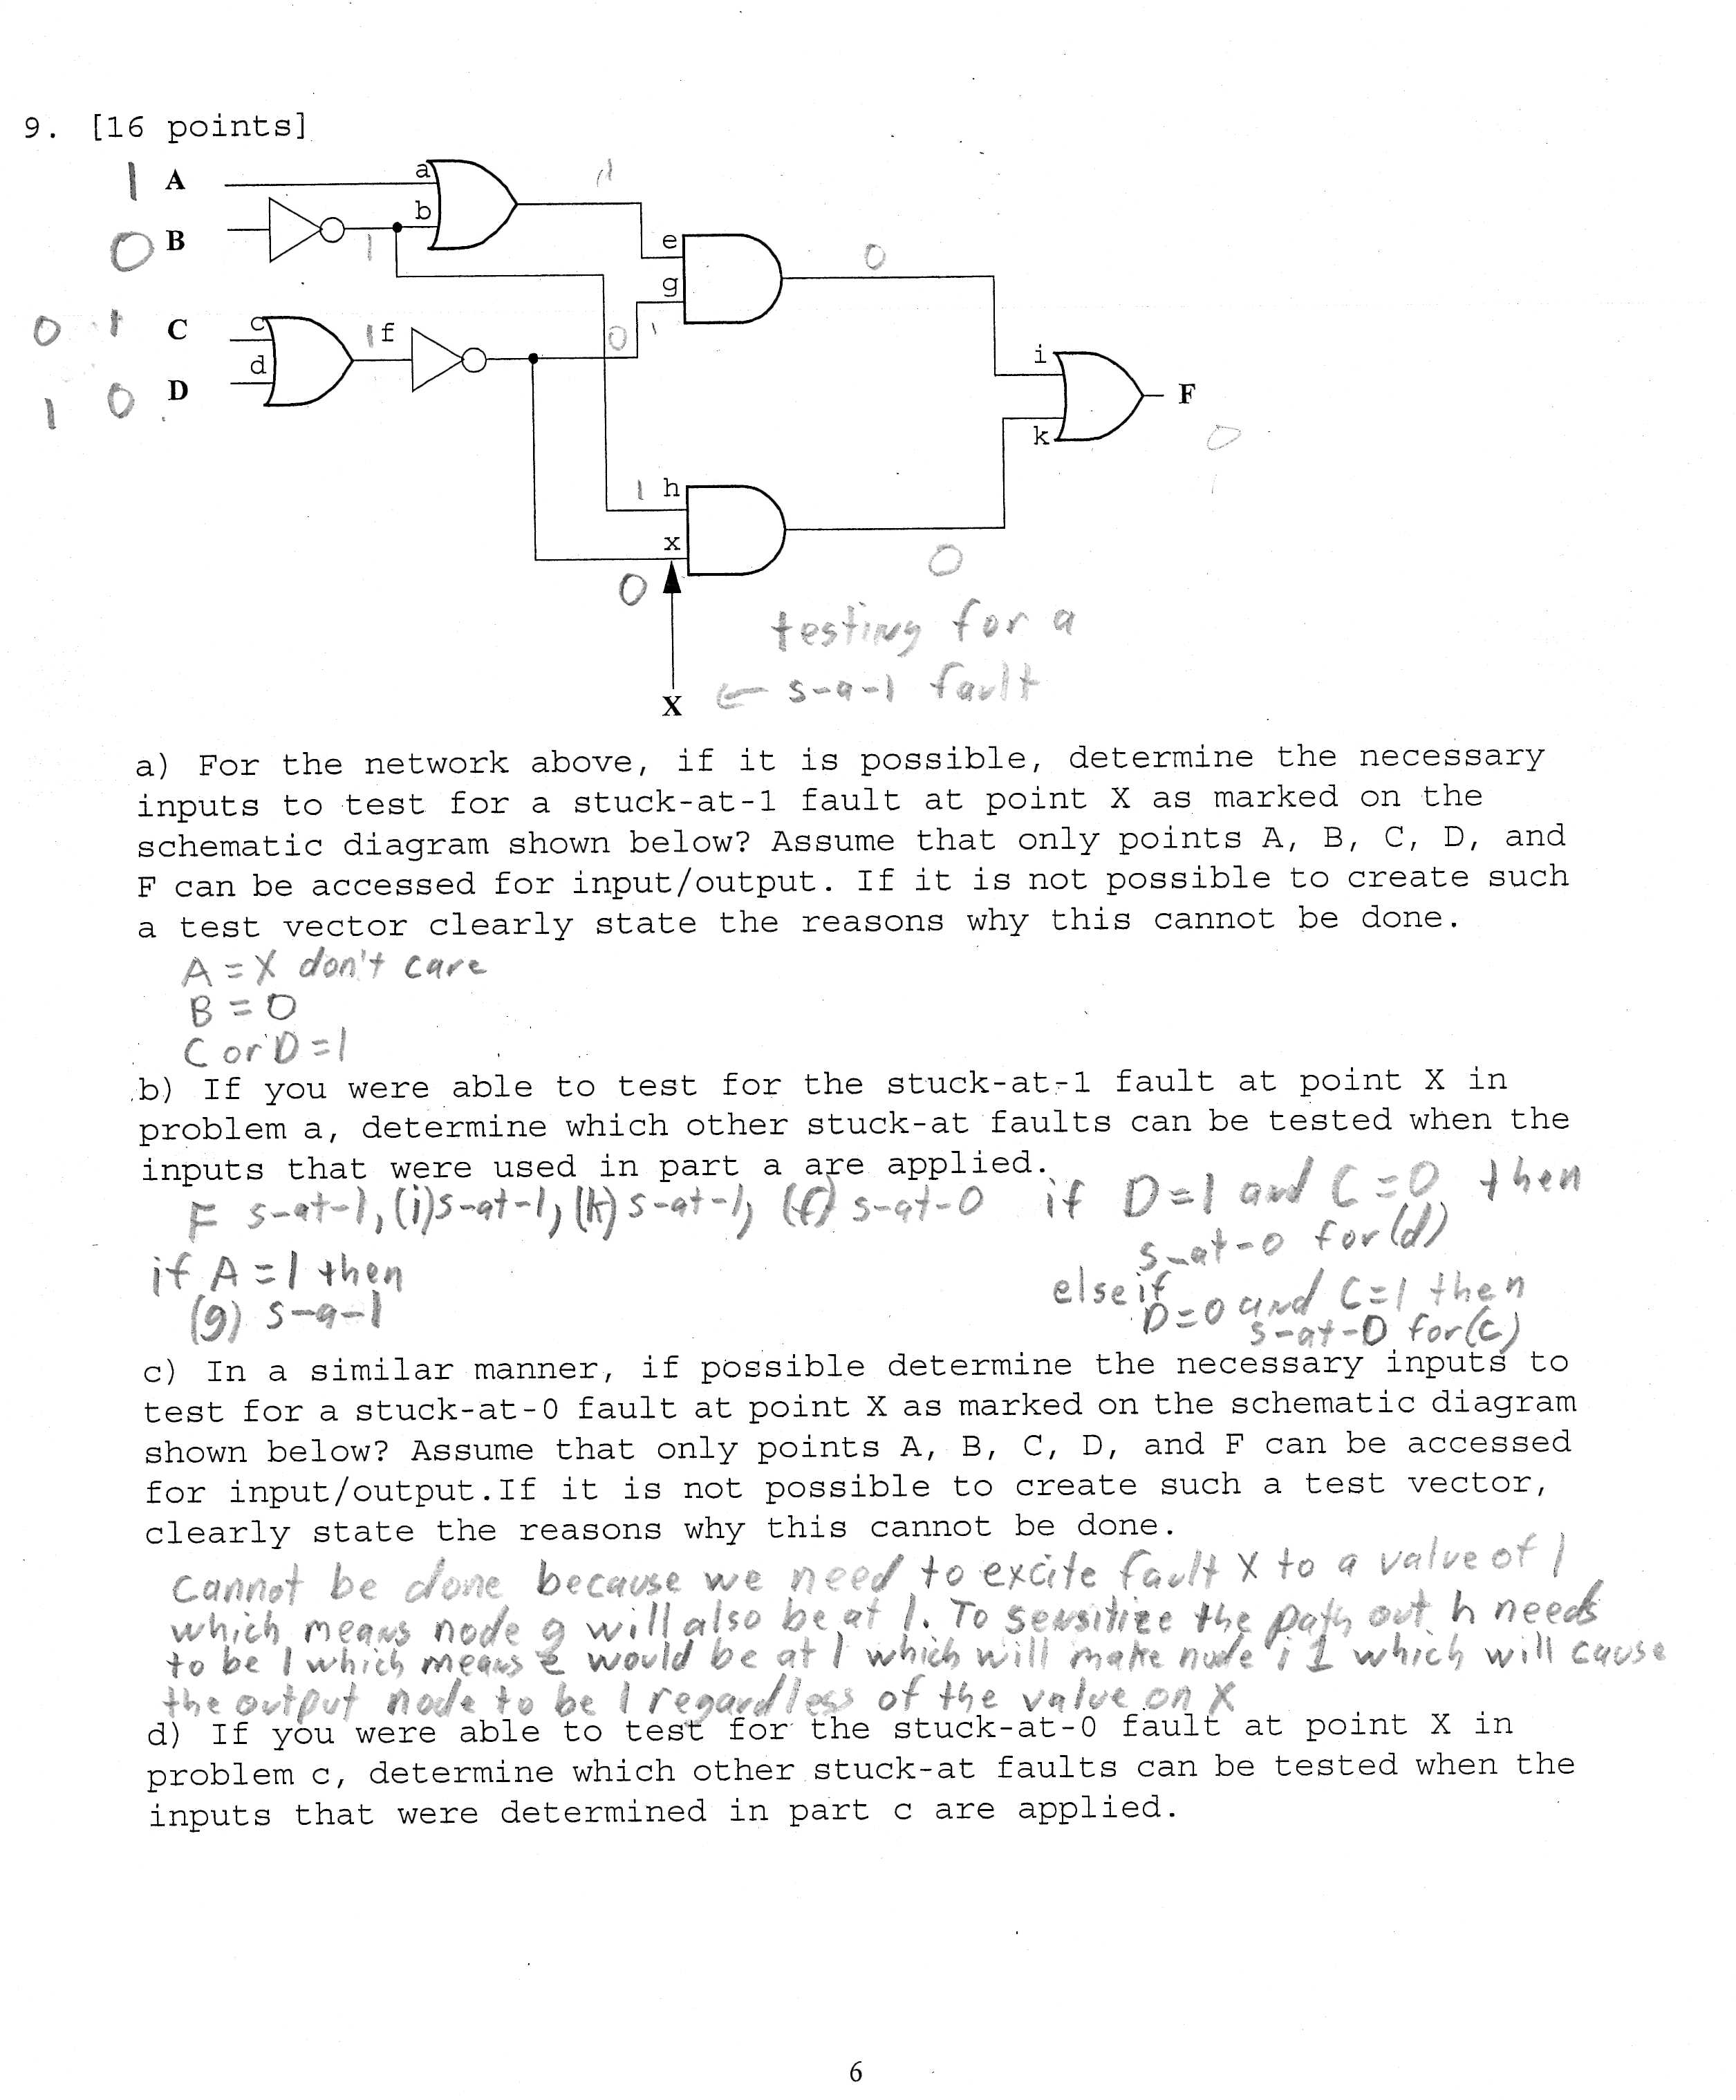 9. [16 points]
1 A
a
1
b
0 B
1
e
0
g
0 1 C
c
1 f
0 1
d
1 0 D
i
F
k
0
1
1 h
x
0
0
testing for a
← s-a-1 fault
X
a) For the network above, if it is possible, determine the necessary
inputs to test for a stuck-at-1 fault at point X as marked on the
schematic diagram shown below? Assume that only points A, B, C, D, and
F can be accessed for input/output. If it is not possible to create such
a test vector clearly state the reasons why this cannot be done.
A = X don't care
B = 0
C or D = 1
b) If you were able to test for the stuck-at-1 fault at point X in
problem a, determine which other stuck-at faults can be tested when the
inputs that were used in part a are applied.
F s-at-1, (i) s-at-1, (k) s-at-1, (f) s-at-0 if D=1 and C=0 then
s-at-0 for (d)
if A=1 then
else if
(g) s-a-1
D=0 and C=1 then
s-at-0 for (c)
c) In a similar manner, if possible determine the necessary inputs to
test for a stuck-at-0 fault at point X as marked on the schematic diagram
shown below? Assume that only points A, B, C, D, and F can be accessed
for input/output.If it is not possible to create such a test vector,
clearly state the reasons why this cannot be done.
Cannot be done because we need to excite fault X to a value of 1
which means node g will also be at 1. To sensitize the path out h needs
to be 1 which means e would be at 1 which will make node i 1 which will cause
the output node to be 1 regardless of the value on X
d) If you were able to test for the stuck-at-0 fault at point X in
problem c, determine which other stuck-at faults can be tested when the
inputs that were determined in part c are applied.
6